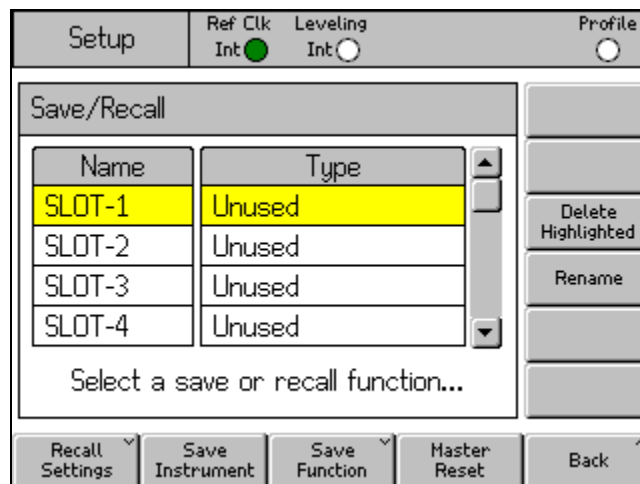 Setup
Ref Clk
Int
Leveling
Int
Profile
Save/Recall
Name Type
SLOT-1 Unused
SLOT-2 Unused
SLOT-3 Unused
SLOT-4 Unused
Select a save or recall function...
Delete
Highlighted
Rename
Recall
Settings
Save
Instrument
Save
Function
Master
Reset
Back